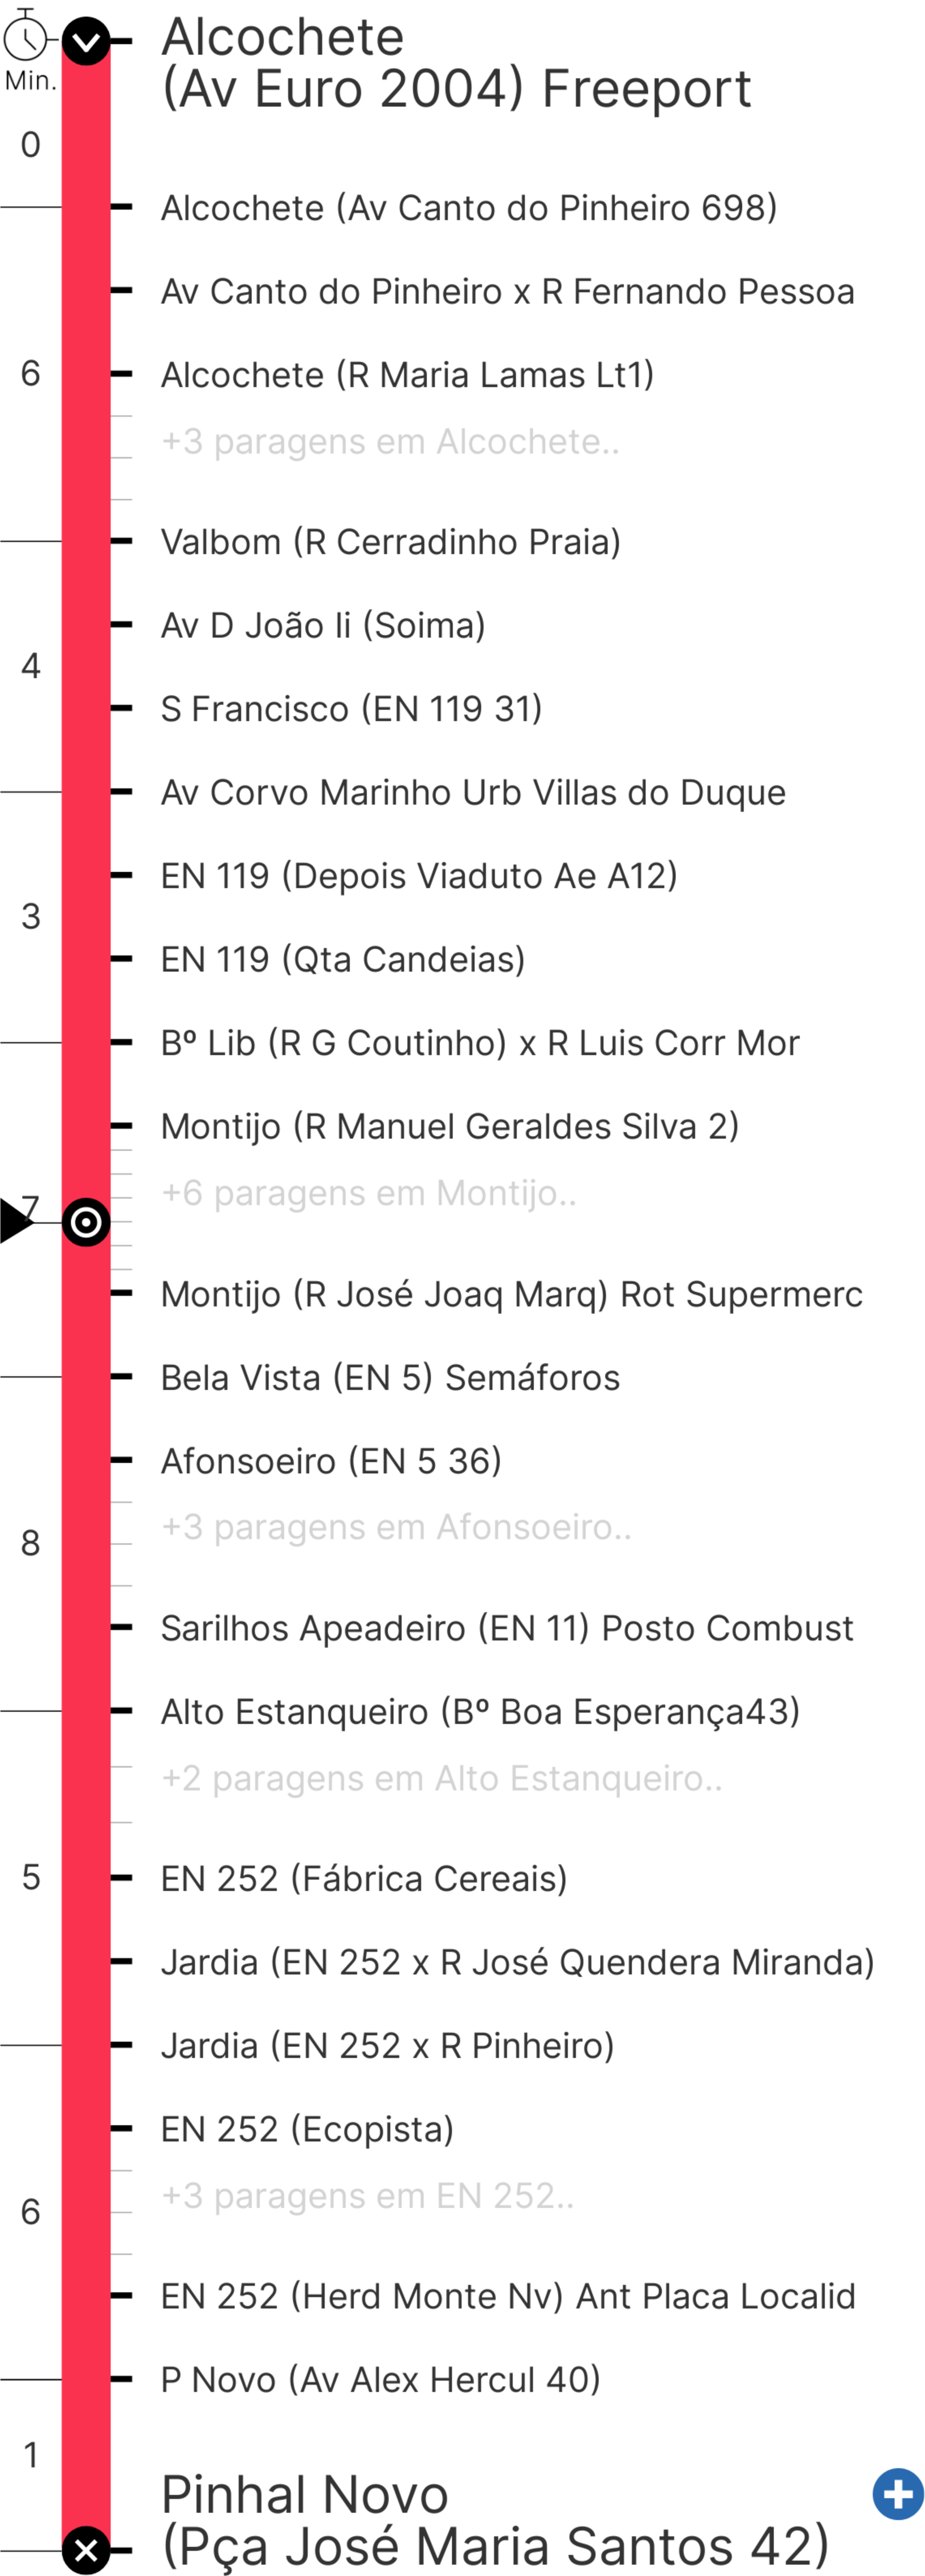 Alcochete
(Av Euro 2004) Freeport
Min.
0
Alcochete (Av Canto do Pinheiro 698)
Av Canto do Pinheiro x R Fernando Pessoa
6
Alcochete (R Maria Lamas Lt1)
+3 paragens em Alcochete..
Valbom (R Cerradinho Praia)
Av D João Ii (Soima)
4
S Francisco (EN 119 31)
Av Corvo Marinho Urb Villas do Duque
EN 119 (Depois Viaduto Ae A12)
3
EN 119 (Qta Candeias)
Bº Lib (R G Coutinho) x R Luis Corr Mor
Montijo (R Manuel Geraldes Silva 2)
+6 paragens em Montijo..
7
Montijo (R José Joaq Marq) Rot Supermerc
Bela Vista (EN 5) Semáforos
Afonsoeiro (EN 5 36)
+3 paragens em Afonsoeiro..
8
Sarilhos Apeadeiro (EN 11) Posto Combust
Alto Estanqueiro (Bº Boa Esperança43)
+2 paragens em Alto Estanqueiro..
5
EN 252 (Fábrica Cereais)
Jardia (EN 252 x R José Quendera Miranda)
Jardia (EN 252 x R Pinheiro)
EN 252 (Ecopista)
+3 paragens em EN 252..
6
EN 252 (Herd Monte Nv) Ant Placa Localid
P Novo (Av Alex Hercul 40)
1
Pinhal Novo
(Pça José Maria Santos 42)